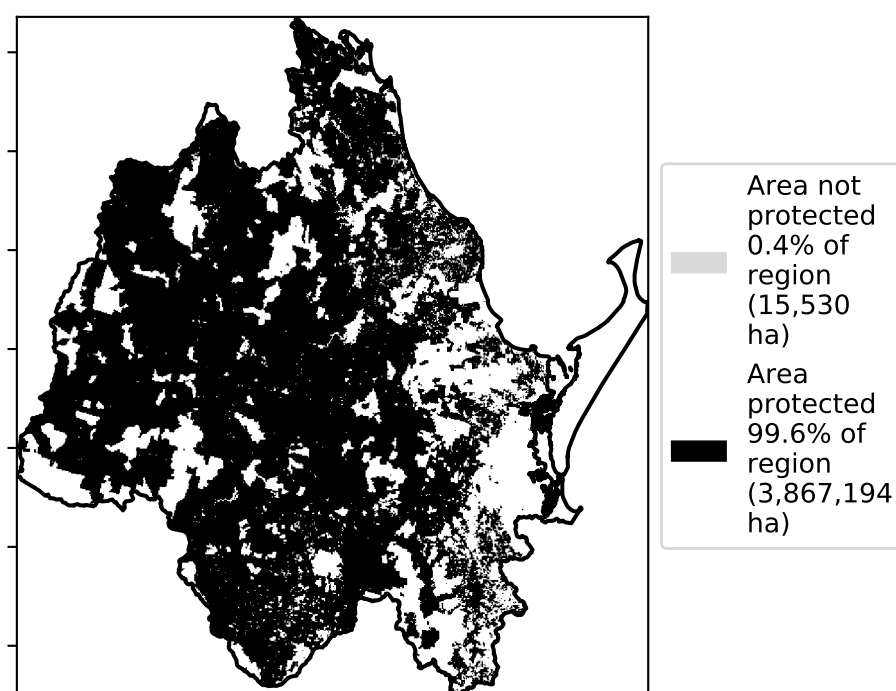 Area not
protected
0.4% of
region
(15,530
ha)
Area
protected
99.6% of
region
(3,867,194
ha)